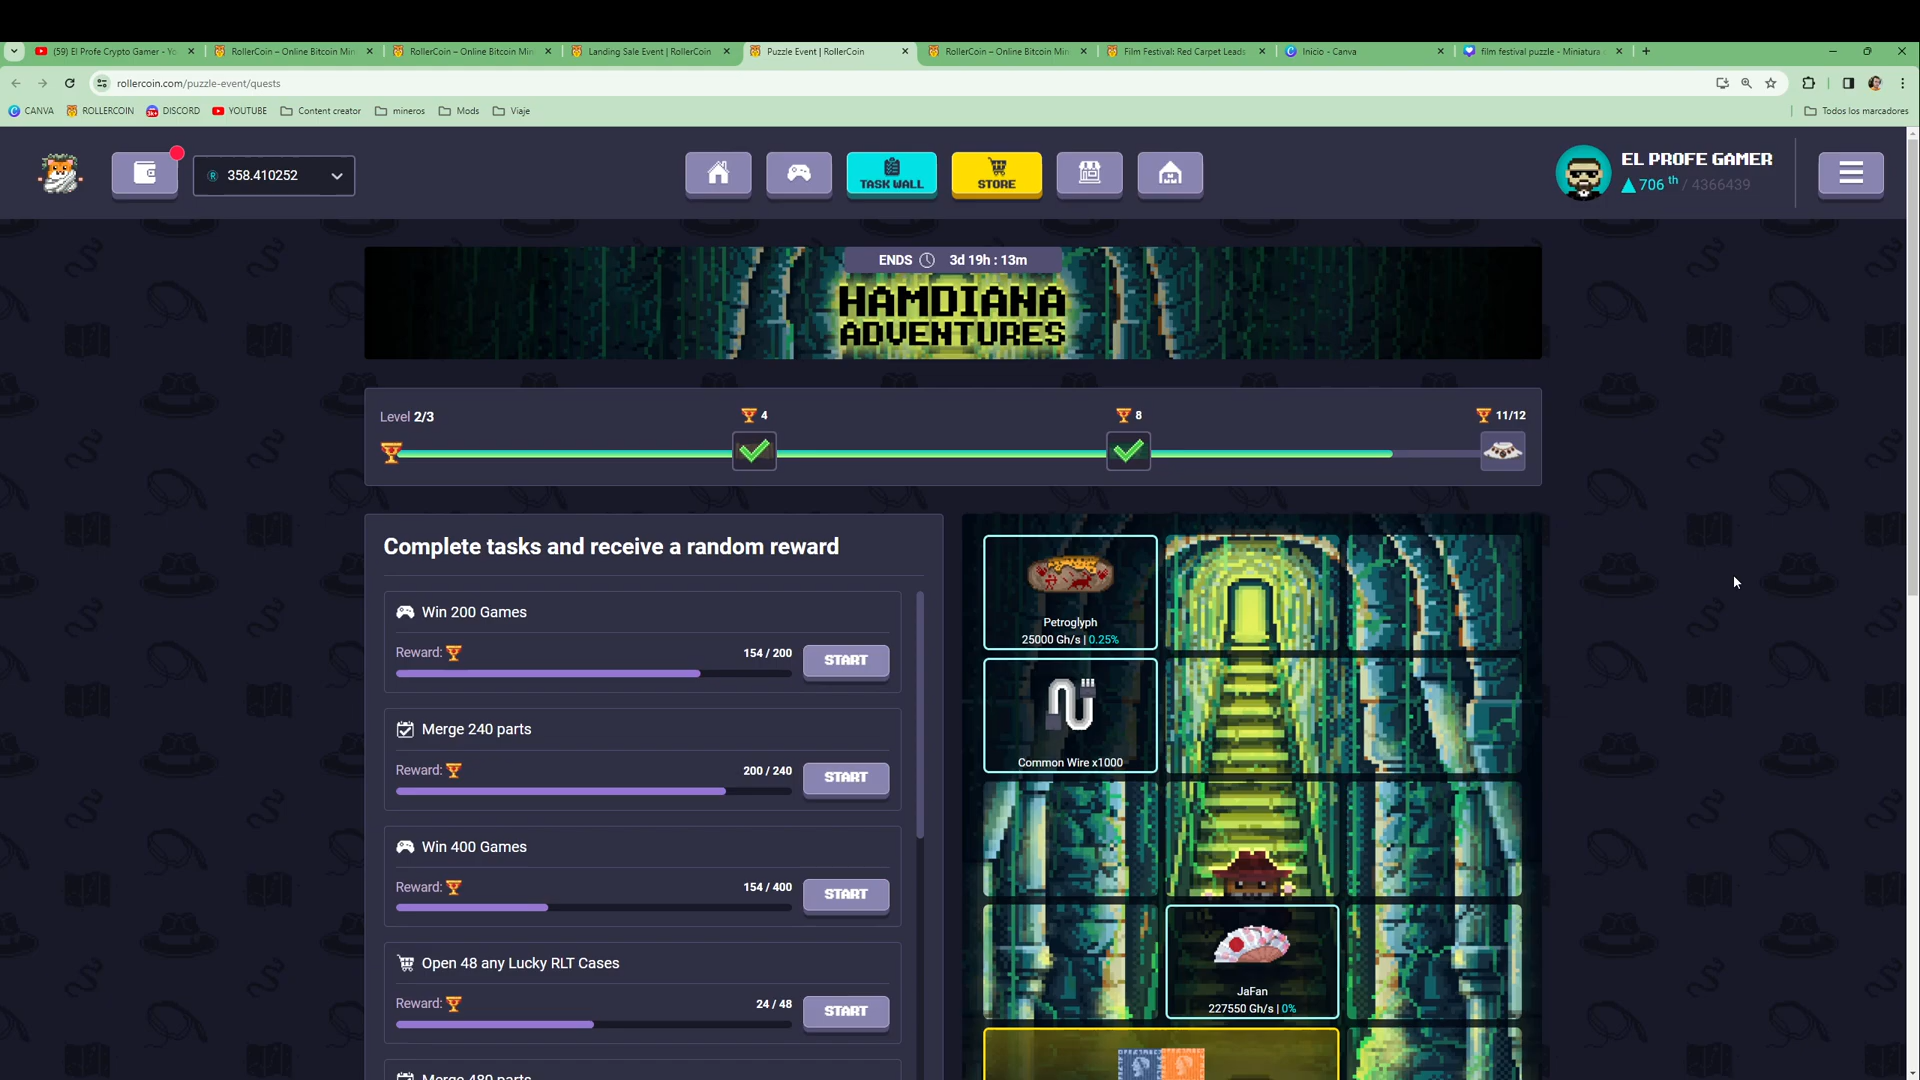 (59) El Profe Crypto Gamer - Yo
RollerCoin – Online Bitcoin Min
RollerCoin – Online Bitcoin Min
Landing Sale Event | RollerCoin
Puzzle Event | RollerCoin
RollerCoin – Online Bitcoin Min
Film Festival: Red Carpet Leads
Inicio - Canva
film festival puzzle - Miniatura
rollercoin.com/puzzle-event/quests
CANVA
ROLLERCOIN
DISCORD
YOUTUBE
Content creator
mineros
Mods
Viaje
Todos los marcadores
358.410252
TASK WALL
STORE
EL PROFE GAMER
706 th / 4366439
ENDS 3d 19h : 13m
HAMDIANA
ADVENTURES
Level 2/3
4
8
11/12
Complete tasks and receive a random reward
Win 200 Games
Reward:
154 / 200
START
Merge 240 parts
Reward:
200 / 240
START
Win 400 Games
Reward:
154 / 400
START
Open 48 any Lucky RLT Cases
Reward:
24 / 48
START
Merge 480 parts
Petroglyph
25000 Gh/s | 0.25%
Common Wire x1000
JaFan
227550 Gh/s | 0%